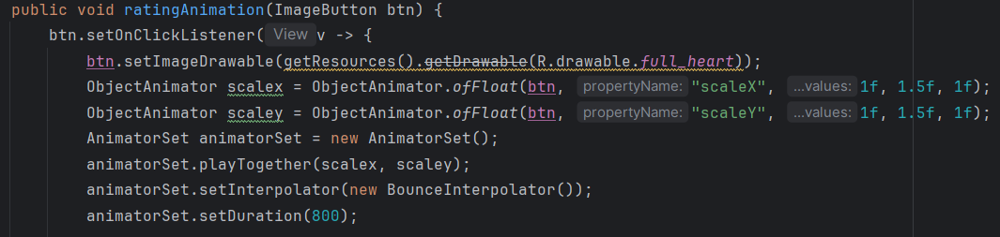 public void ratingAnimation(ImageButton btn) {
btn.setOnClickListener( View v -> {
btn.setImageDrawable(getResources().getDrawable(R.drawable.full_heart));
ObjectAnimator scalex = ObjectAnimator.ofFloat(btn, propertyName: "scaleX", ...values: 1f, 1.5f, 1f);
ObjectAnimator scaley = ObjectAnimator.ofFloat(btn, propertyName: "scaleY", ...values: 1f, 1.5f, 1f);
AnimatorSet animatorSet = new AnimatorSet();
animatorSet.playTogether(scalex, scaley);
animatorSet.setInterpolator(new BounceInterpolator());
animatorSet.setDuration(800);